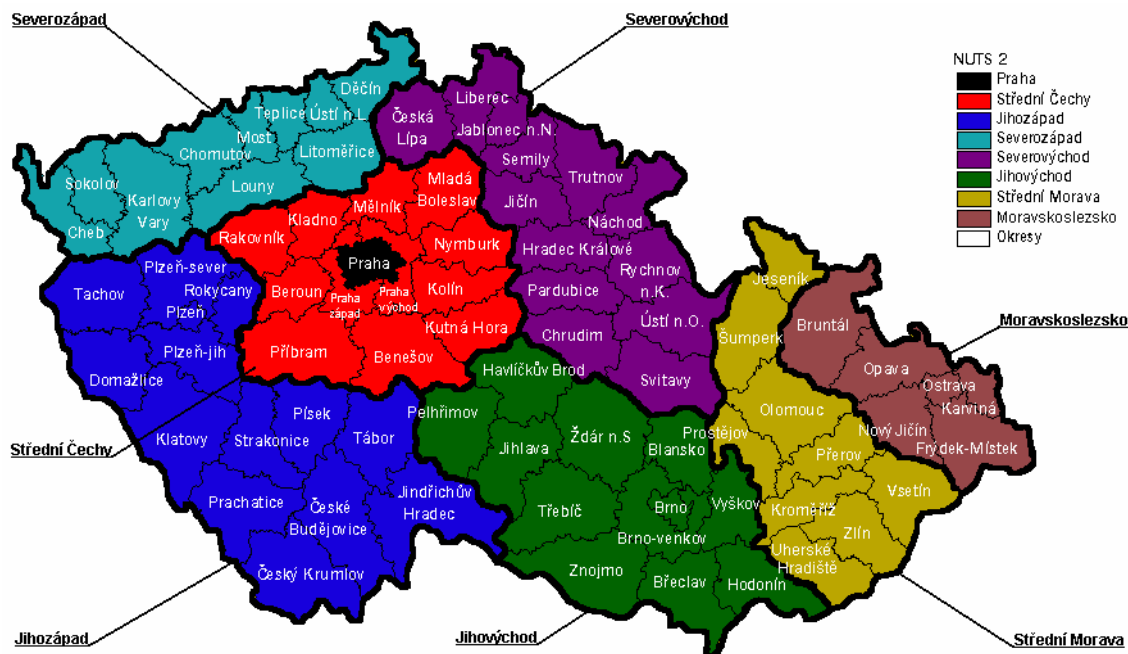 Severozápad
Severovýchod
NUTS 2
Praha
Střední Čechy
Jihozápad
Severozápad
Severovýchod
Jihovýchod
Střední Morava
Moravskoslezsko
Okresy
Děčín
Teplice
Ústí n.L.
Most
Chomutov
Litoměřice
Sokolov
Karlovy
Vary
Louny
Cheb
Česká
Lípa
Liberec
Jablonec n.N.
Semily
Trutnov
Jičín
Náchod
Hradec Králové
Rychnov
n.K.
Pardubice
Ústí n.O.
Chrudim
Svitavy
Mladá
Boleslav
Mělník
Kladno
Rakovník
Nymburk
Praha
Beroun
Praha
západ
Praha
východ
Kolín
Kutná Hora
Příbram
Benešov
Plzeň-sever
Tachov
Rokycany
Plzeň
Plzeň-jih
Domažlice
Klatovy
Písek
Strakonice
Tábor
Prachatice
České
Budějovice
Jindřichův
Hradec
Český Krumlov
Havlíčkův Brod
Pelhřimov
Jihlava
Ždár n.S
Blansko
Třebíč
Brno
Vyškov
Brno-venkov
Znojmo
Břeclav
Hodonín
Jeseník
Šumperk
Olomouc
Prostějov
Přerov
Kroměříž
Vsetín
Zlín
Uherské
Hradiště
Bruntál
Opava
Ostrava
Karviná
Nový Jičín
Frýdek-Místek
Moravskoslezsko
Střední Čechy
Jihozápad
Jihovýchod
Střední Morava